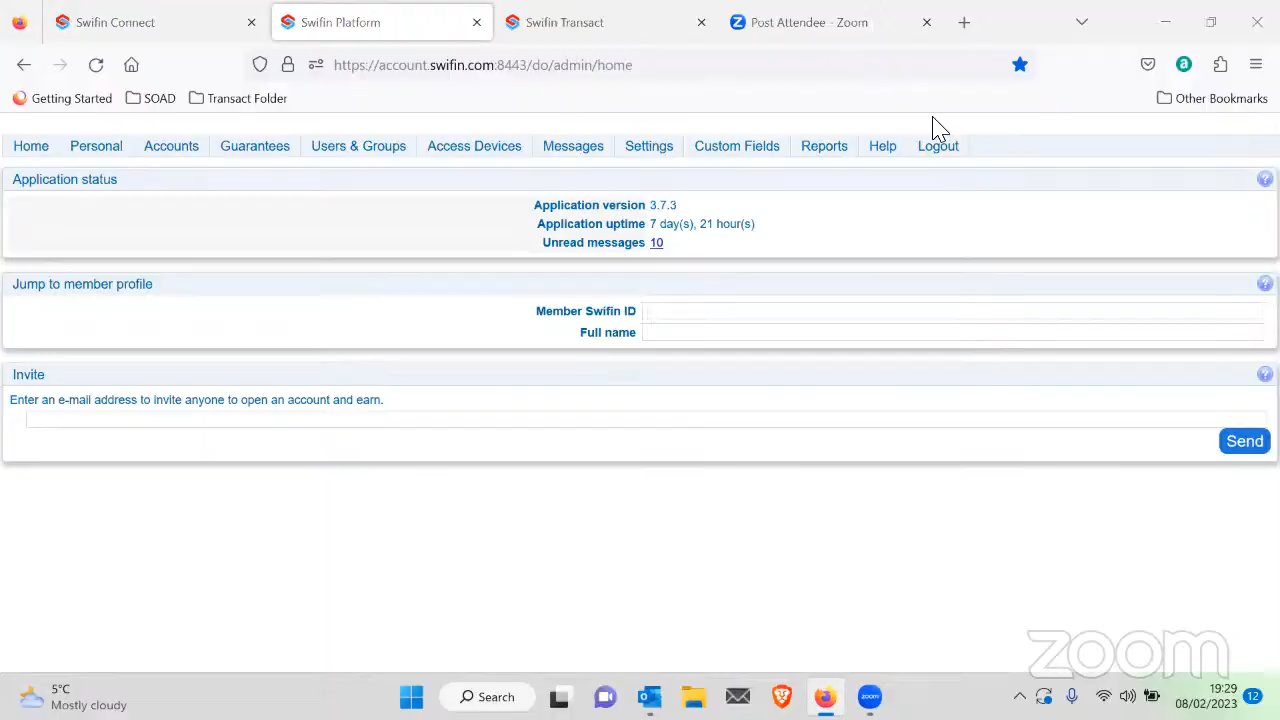 Swifin Connect
Swifin Platform
Swifin Transact
Post Attendee - Zoom
https://account.swifin.com:8443/do/admin/home
Getting Started SOAD Transact Folder Other Bookmarks
Home Personal Accounts Guarantees Users & Groups Access Devices Messages Settings Custom Fields Reports Help Logout
Application status
Application version 3.7.3
Application uptime 7 day(s), 21 hour(s)
Unread messages 10
Jump to member profile
Member Swifin ID
Full name
Invite
Enter an e-mail address to invite anyone to open an account and earn.
Send
zoom
5°C
Mostly cloudy
Search
zoom
19:29
08/02/2023
12